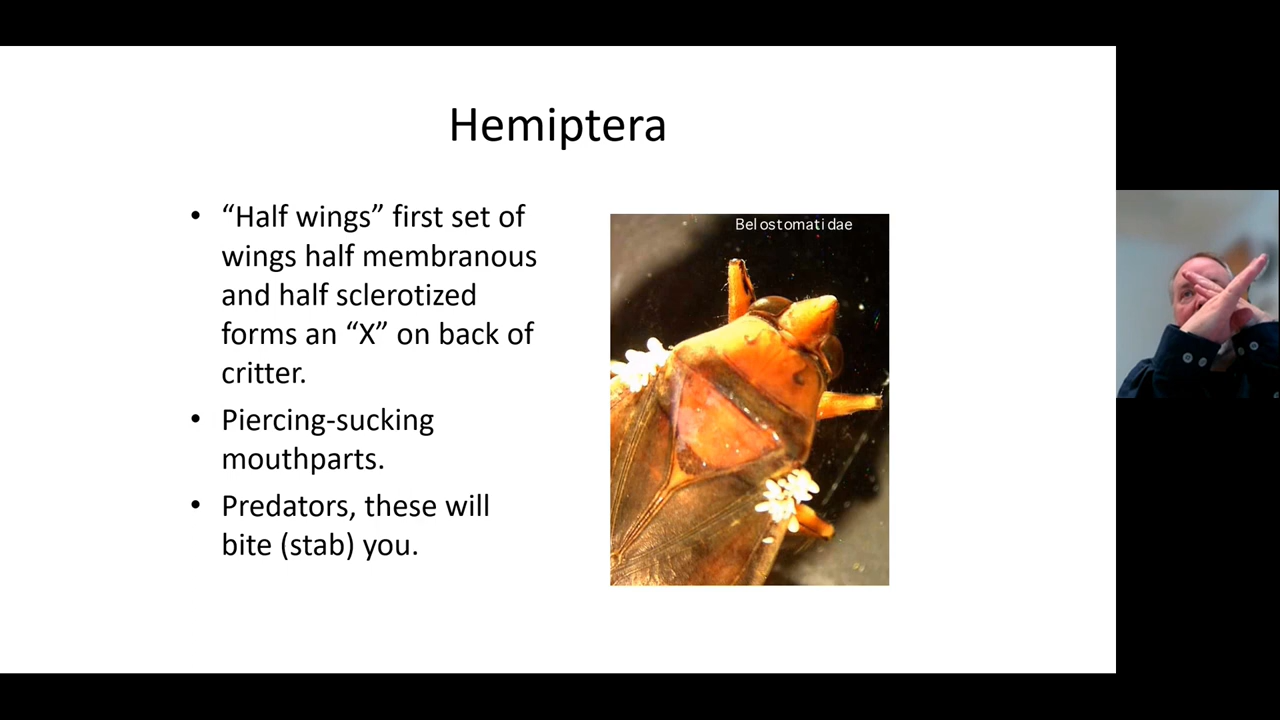 Hemiptera
• “Half wings” first set of
wings half membranous
and half sclerotized
forms an “X” on back of
critter.
• Piercing-sucking
mouthparts.
• Predators, these will
bite (stab) you.
Belostomatidae